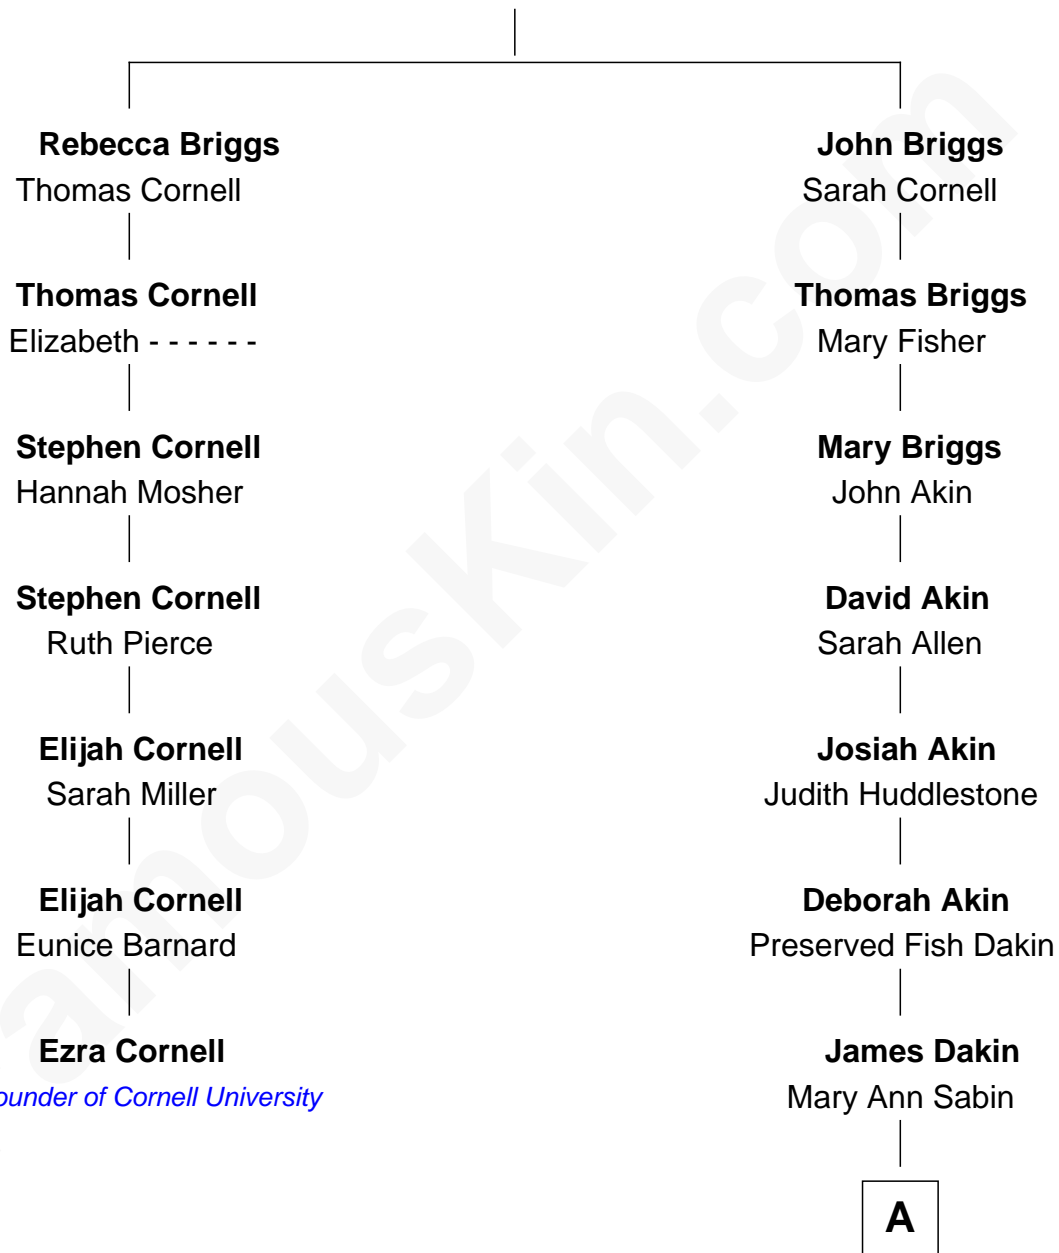 Rebecca Briggs
Thomas Cornell
Thomas Cornell
Elizabeth - - - - - -
Stephen Cornell
Hannah Mosher
Stephen Cornell
Ruth Pierce
Elijah Cornell
Sarah Miller
Elijah Cornell
Eunice Barnard
Ezra Cornell
ounder of Cornell University
John Briggs
Sarah Cornell
Thomas Briggs
Mary Fisher
Mary Briggs
John Akin
David Akin
Sarah Allen
Josiah Akin
Judith Huddlestone
Deborah Akin
Preserved Fish Dakin
James Dakin
Mary Ann Sabin
A
amouskin.com